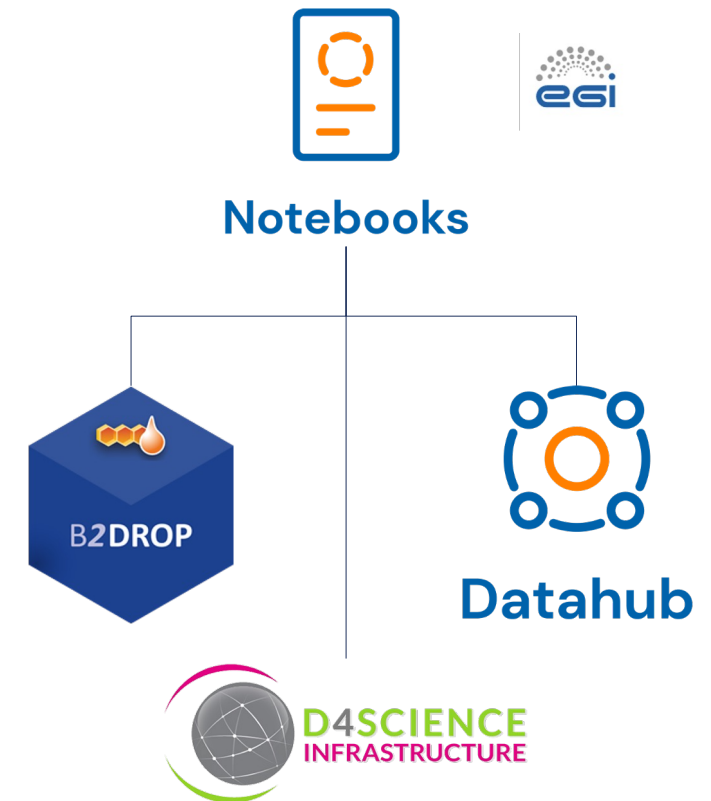 egi
Notebooks
B2DROP
Datahub
D4SCIENCE
INFRASTRUCTURE